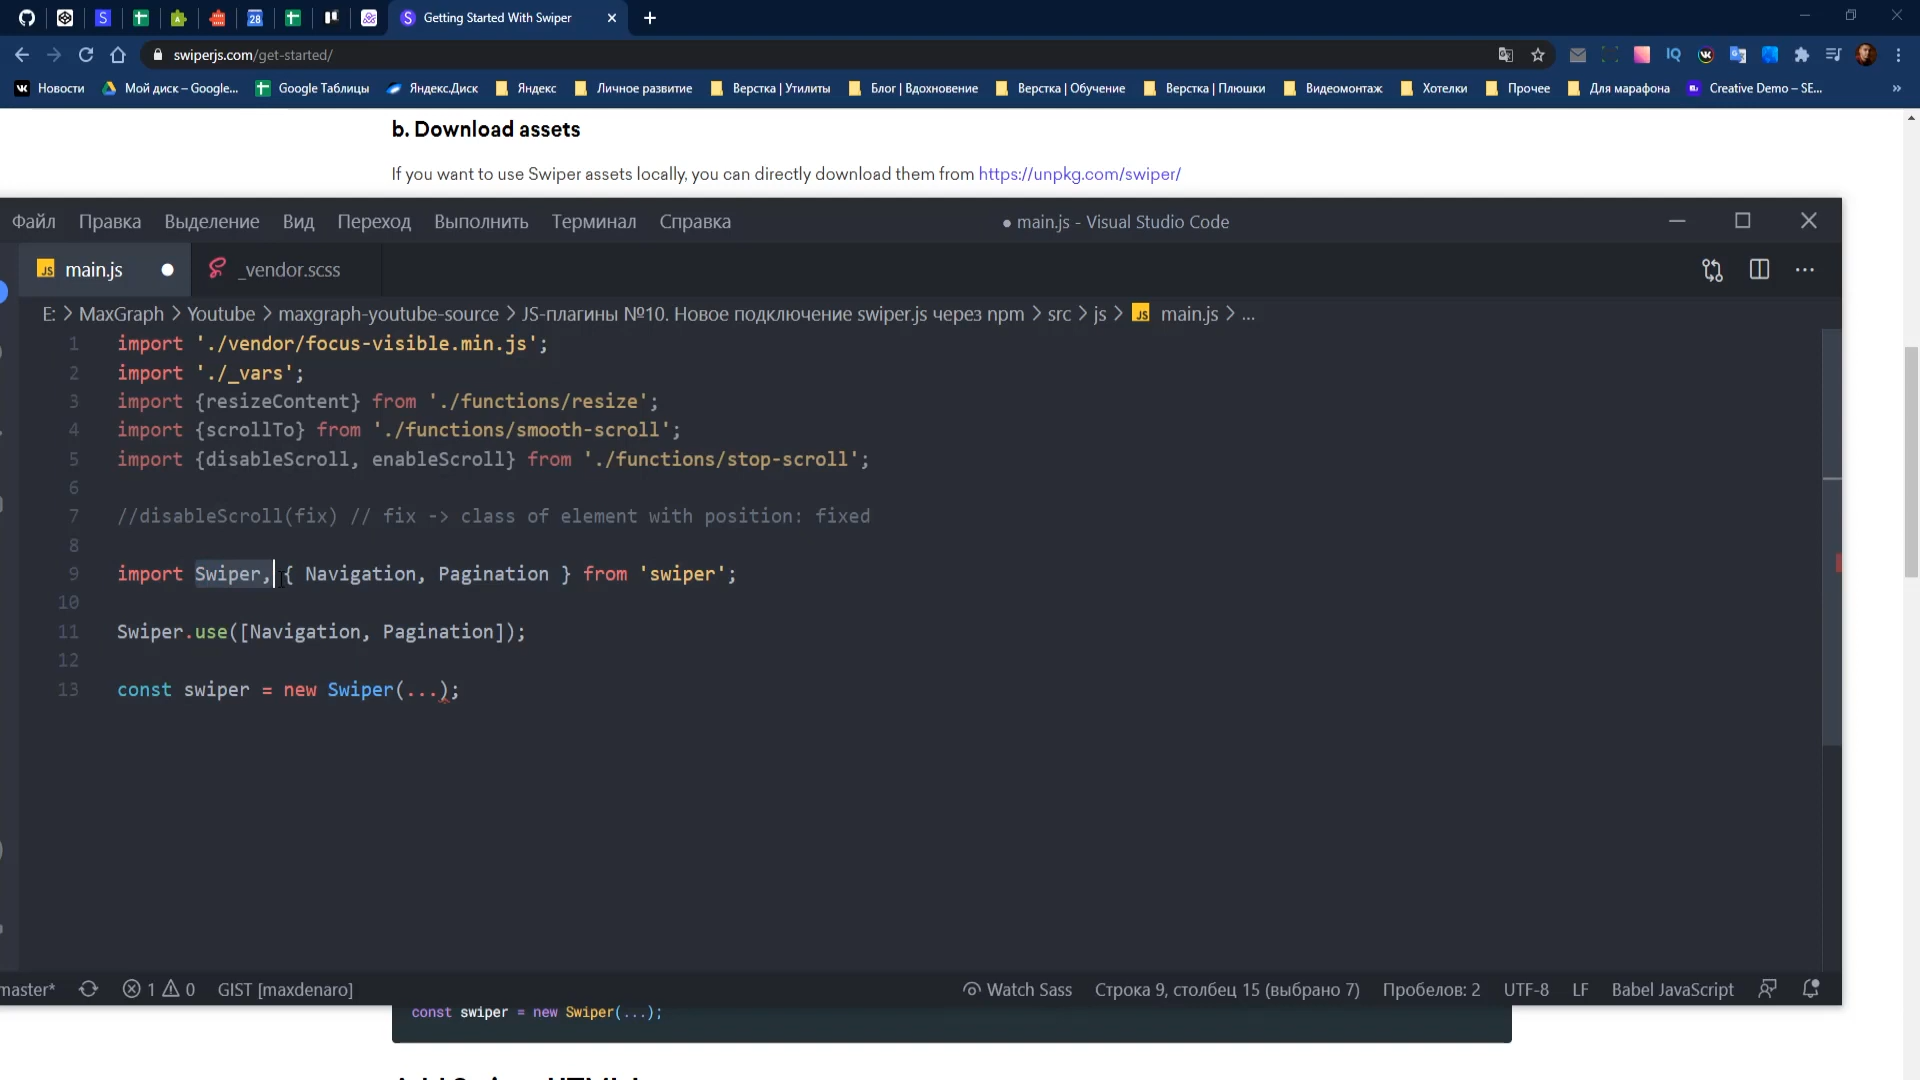 28
Getting Started With Swiper
swiperjs.com/get-started/
Новости
Мой диск – Google...
Google Таблицы
Яндекс.Диск
Яндекс
Личное развитие
Верстка | Утилиты
Блог | Вдохновение
Верстка | Обучение
Верстка | Плюшки
Видеомонтаж
Хотелки
Прочее
Для марафона
Creative Demo – SE...
»
b. Download assets
If you want to use Swiper assets locally, you can directly download them from https://unpkg.com/swiper/
Файл Правка Выделение Вид Переход Выполнить Терминал Справка
● main.js - Visual Studio Code
JS main.js
_vendor.scss
E: > MaxGraph > Youtube > maxgraph-youtube-source > JS-плагины №10. Новое подключение swiper.js через npm > src > js > JS main.js > ...
1 import './vendor/focus-visible.min.js';
2 import './_vars';
3 import {resizeContent} from './functions/resize';
4 import {scrollTo} from './functions/smooth-scroll';
5 import {disableScroll, enableScroll} from './functions/stop-scroll';
6
7 //disableScroll(fix) // fix -> class of element with position: fixed
8
9 import Swiper, { Navigation, Pagination } from 'swiper';
10
11 Swiper.use([Navigation, Pagination]);
12
13 const swiper = new Swiper(...);
master* 1 0 GIST [maxdenaro] Watch Sass Строка 9, столбец 15 (выбрано 7) Пробелов: 2 UTF-8 LF Babel JavaScript
const swiper = new Swiper(...);